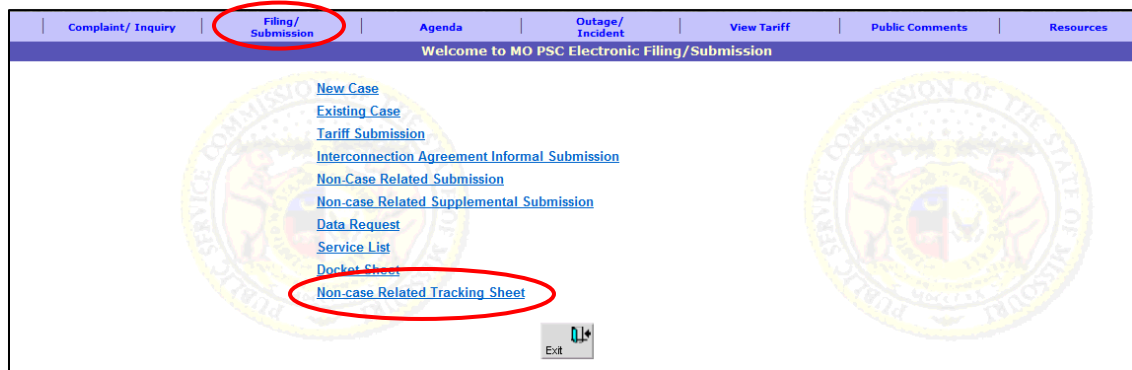 Complaint/ Inquiry
Filing/
Submission
Agenda
Outage/
Incident
View Tariff
Public Comments
Resources
Welcome to MO PSC Electronic Filing/Submission
New Case
Existing Case
Tariff Submission
Interconnection Agreement Informal Submission
Non-Case Related Submission
Non-case Related Supplemental Submission
Data Request
Service List
Docket Sheet
Non-case Related Tracking Sheet
Exit